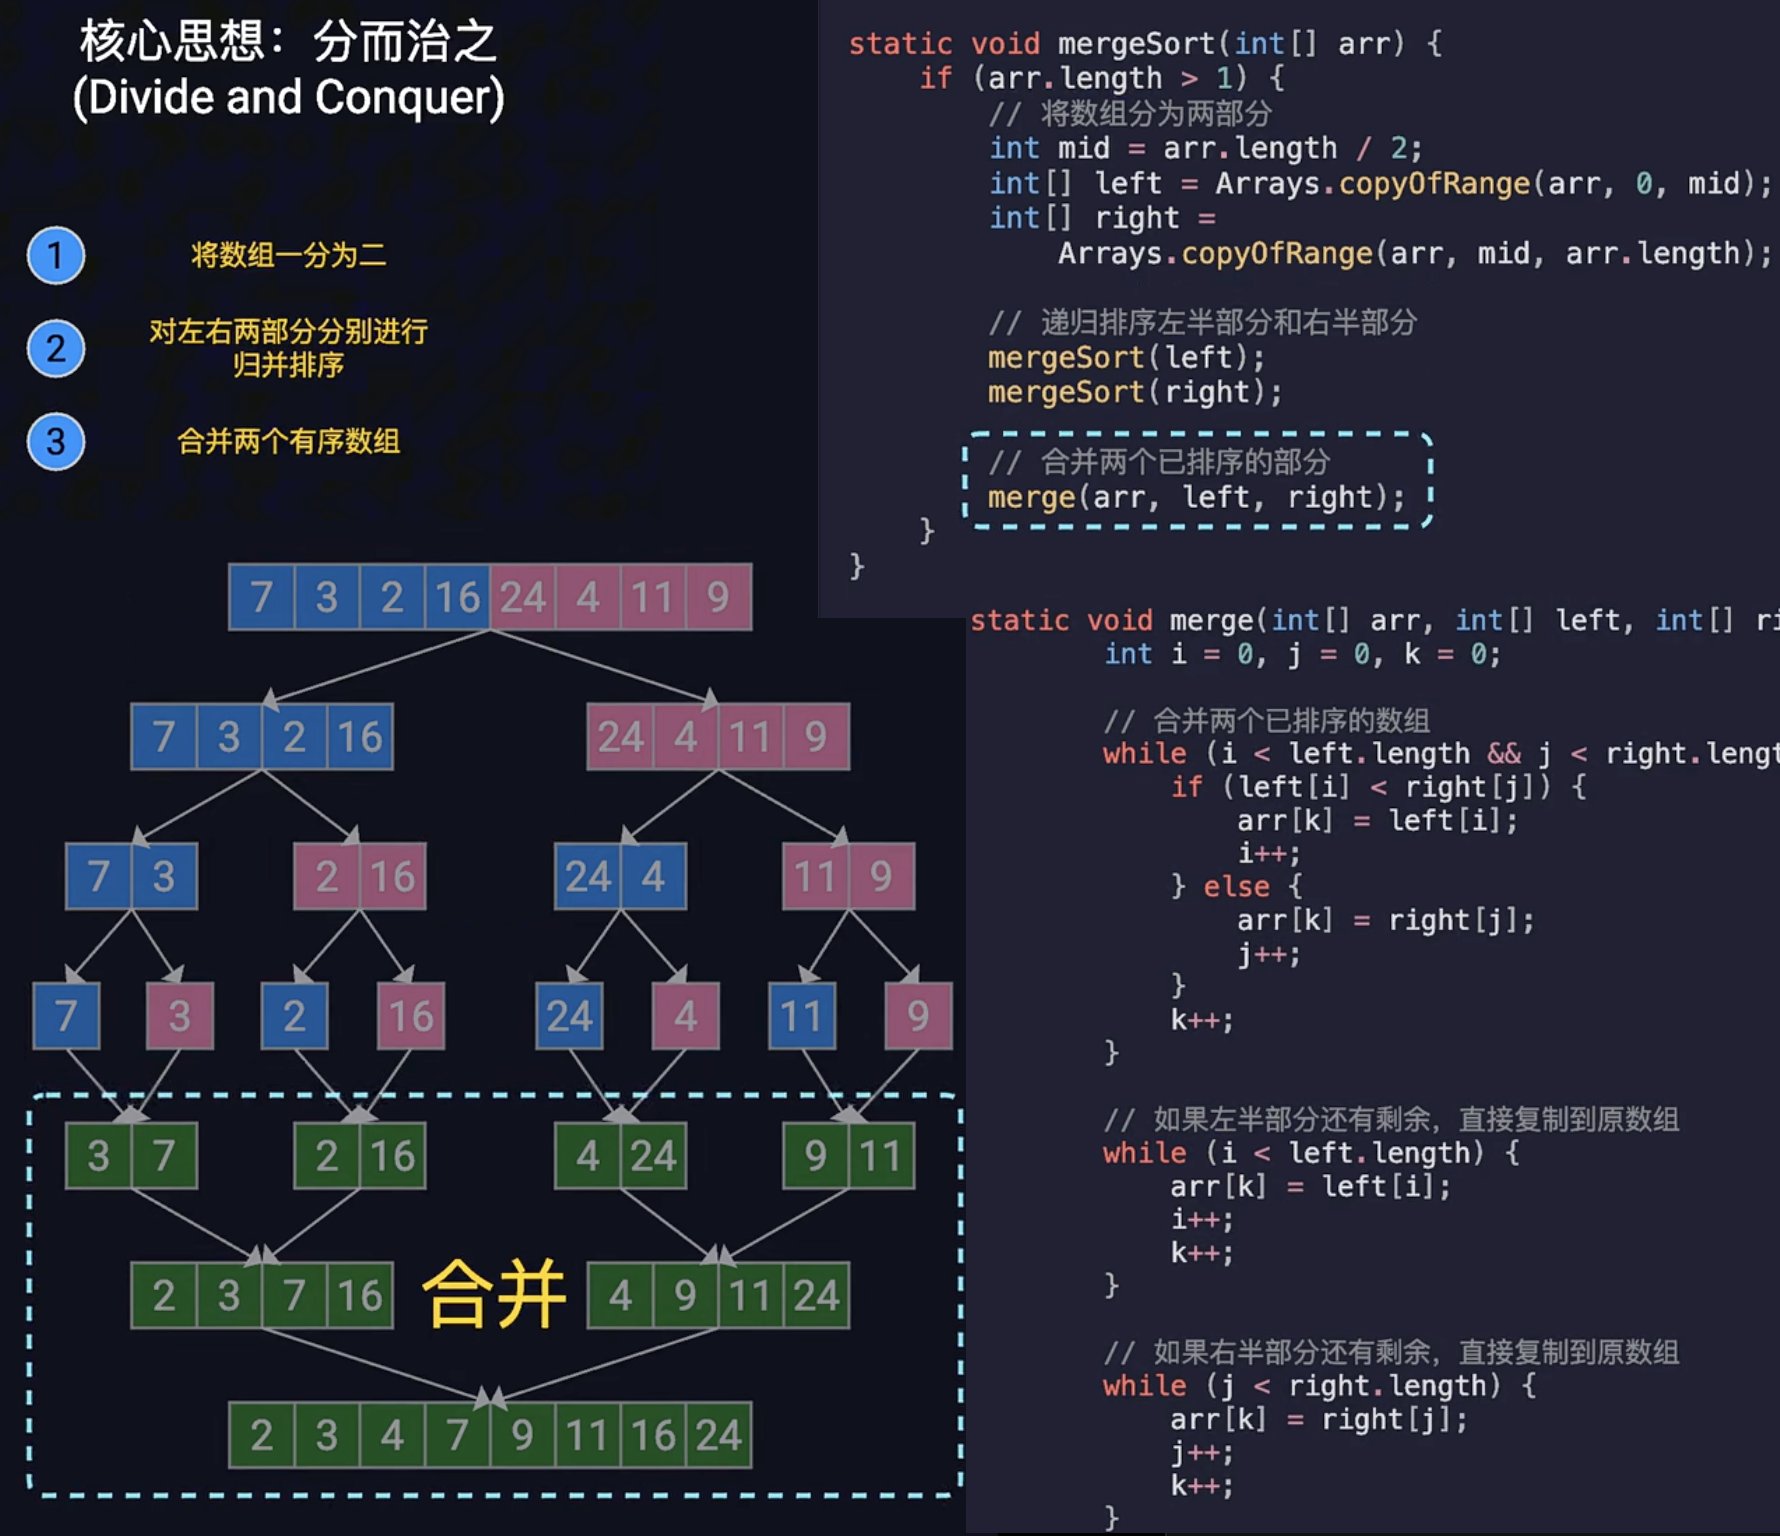 核心思想：分而治之
(Divide and Conquer)
1 将数组一分为二
2 对左右两部分分别进行
归并排序
3 合并两个有序数组
7 3 2 16 24 4 11 9
7 3 2 16 24 4 11 9
7 3 2 16 24 4 11 9
7 3 2 16 24 4 11 9
3 7 2 16 4 24 9 11
2 3 7 16 合并 4 9 11 24
2 3 4 7 9 11 16 24
static void mergeSort(int[] arr) {
if (arr.length > 1) {
// 将数组分为两部分
int mid = arr.length / 2;
int[] left = Arrays.copyOfRange(arr, 0, mid);
int[] right =
Arrays.copyOfRange(arr, mid, arr.length);
// 递归排序左半部分和右半部分
mergeSort(left);
mergeSort(right);
// 合并两个已排序的部分
merge(arr, left, right);
}
}
static void merge(int[] arr, int[] left, int[] ri
int i = 0, j = 0, k = 0;
// 合并两个已排序的数组
while (i < left.length && j < right.lengt
if (left[i] < right[j]) {
arr[k] = left[i];
i++;
} else {
arr[k] = right[j];
j++;
}
k++;
}
// 如果左半部分还有剩余，直接复制到原数组
while (i < left.length) {
arr[k] = left[i];
i++;
k++;
}
// 如果右半部分还有剩余，直接复制到原数组
while (j < right.length) {
arr[k] = right[j];
j++;
k++;
}